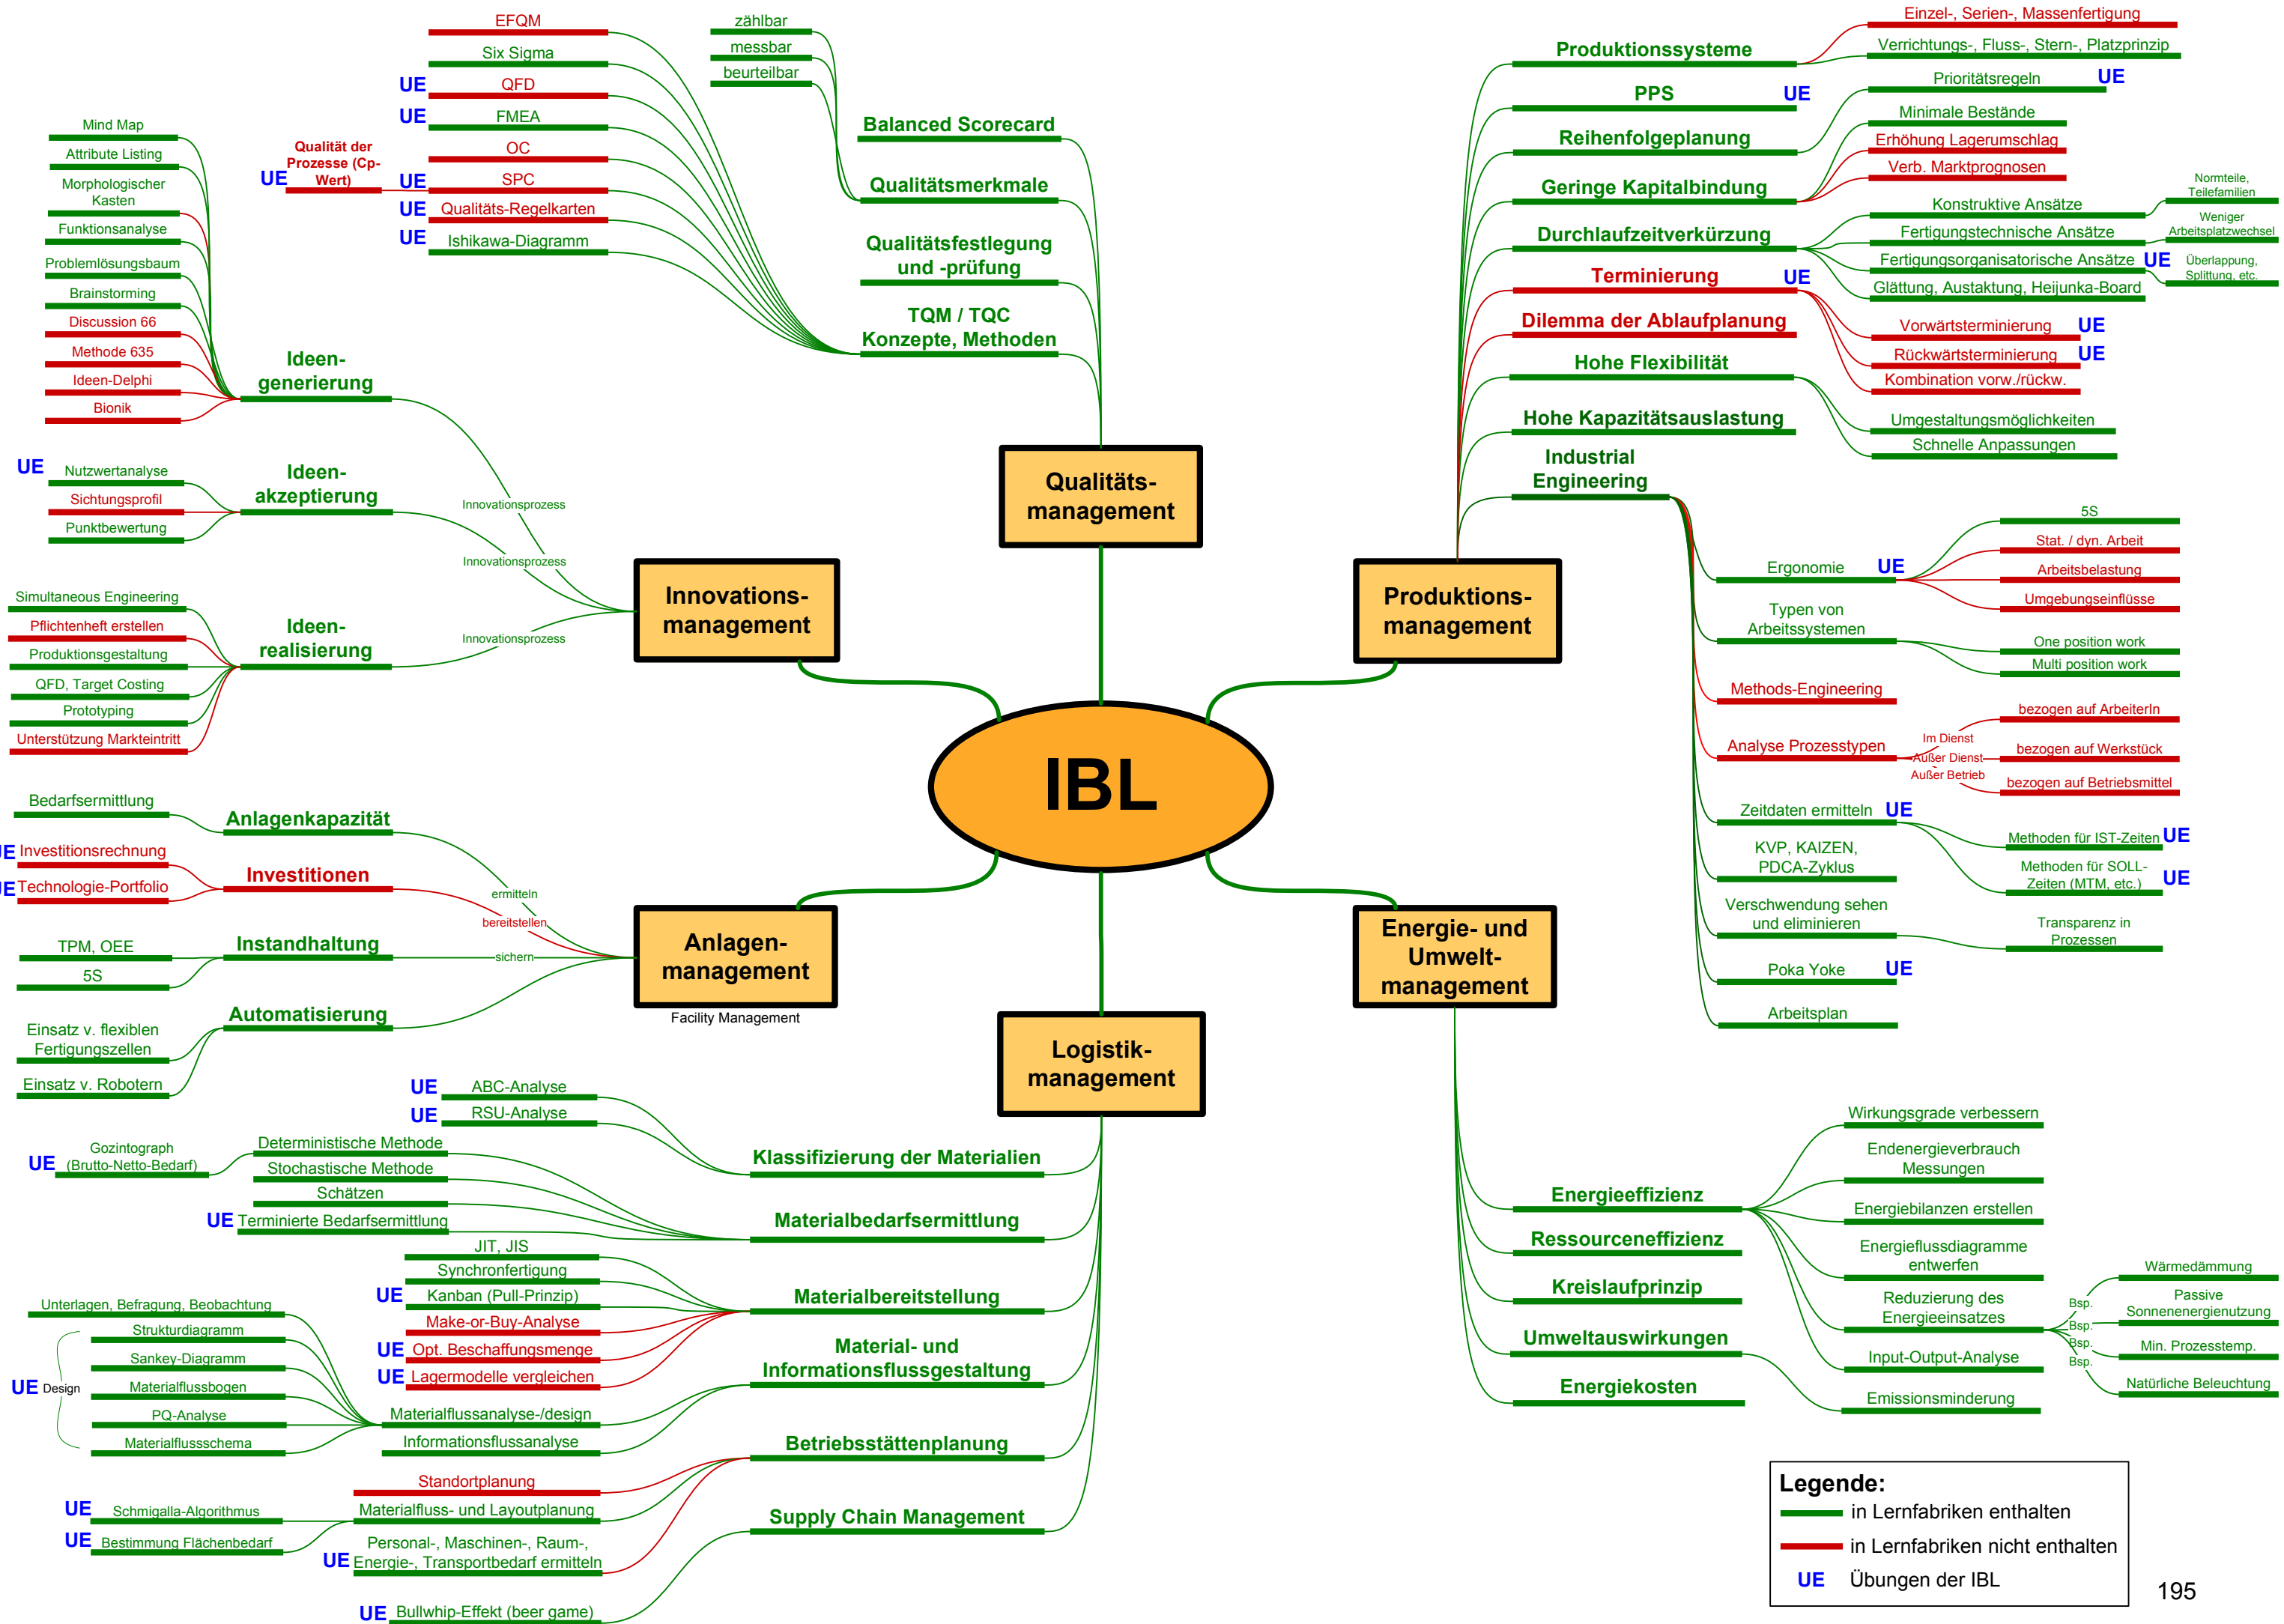 EFQM
Six Sigma
UE QFD
UE FMEA
OC
UE SPC
Qualität der
Prozesse (Cp-
Wert)
UE
UE Qualitäts-Regelkarten
UE Ishikawa-Diagramm
zählbar
messbar
beurteilbar
Balanced Scorecard
Qualitätsmerkmale
Qualitätsfestlegung
und -prüfung
TQM / TQC
Konzepte, Methoden
Qualitäts-
management
Mind Map
Attribute Listing
Morphologischer
Kasten
Funktionsanalyse
Problemlösungsbaum
Brainstorming
Discussion 66
Methode 635
Ideen-Delphi
Bionik
Ideen-
generierung
UE Nutzwertanalyse
Sichtungsprofil
Punktbewertung
Ideen-
akzeptierung
Simultaneous Engineering
Pflichtenheft erstellen
Produktionsgestaltung
QFD, Target Costing
Prototyping
Unterstützung Markteintritt
Ideen-
realisierung
Innovationsprozess
Innovationsprozess
Innovationsprozess
Innovations-
management
Produktionssysteme
Einzel-, Serien-, Massenfertigung
Verrichtungs-, Fluss-, Stern-, Platzprinzip
PPS UE
Reihenfolgeplanung
Prioritätsregeln UE
Geringe Kapitalbindung
Minimale Bestände
Erhöhung Lagerumschlag
Verb. Marktprognosen
Durchlaufzeitverkürzung
Konstruktive Ansätze
Normteile,
Teilefamilien
Fertigungstechnische Ansätze
Weniger
Arbeitsplatzwechsel
Fertigungsorganisatorische Ansätze UE
Überlappung,
Splittung, etc.
Glättung, Austaktung, Heijunka-Board
Terminierung UE
Vorwärtsterminierung UE
Rückwärtsterminierung UE
Kombination vorw./rückw.
Dilemma der Ablaufplanung
Hohe Flexibilität
Umgestaltungsmöglichkeiten
Schnelle Anpassungen
Hohe Kapazitätsauslastung
Industrial
Engineering
Produktions-
management
Ergonomie UE
5S
Stat. / dyn. Arbeit
Arbeitsbelastung
Umgebungseinflüsse
Typen von
Arbeitssystemen
One position work
Multi position work
Methods-Engineering
Analyse Prozesstypen
Im Dienst
Außer Dienst
Außer Betrieb
bezogen auf ArbeiterIn
bezogen auf Werkstück
bezogen auf Betriebsmittel
Zeitdaten ermitteln UE
Methoden für IST-Zeiten UE
Methoden für SOLL-
Zeiten (MTM, etc.) UE
KVP, KAIZEN,
PDCA-Zyklus
Verschwendung sehen
und eliminieren
Transparenz in
Prozessen
Poka Yoke UE
Arbeitsplan
IBL
Bedarfsermittlung
Anlagenkapazität
UE Investitionsrechnung
UE Technologie-Portfolio
Investitionen
TPM, OEE
5S
Instandhaltung
Einsatz v. flexiblen
Fertigungszellen
Einsatz v. Robotern
Automatisierung
ermitteln
bereitstellen
sichern
Anlagen-
management
Facility Management
Energie- und
Umwelt-
management
Logistik-
management
UE ABC-Analyse
UE RSU-Analyse
Klassifizierung der Materialien
UE Gozintograph
(Brutto-Netto-Bedarf)
Deterministische Methode
Stochastische Methode
Schätzen
UE Terminierte Bedarfsermittlung
Materialbedarfsermittlung
JIT, JIS
Synchronfertigung
UE Kanban (Pull-Prinzip)
Make-or-Buy-Analyse
UE Opt. Beschaffungsmenge
UE Lagermodelle vergleichen
Materialbereitstellung
Unterlagen, Befragung, Beobachtung
Strukturdiagramm
Sankey-Diagramm
UE Design
Materialflussbogen
PQ-Analyse
Materialflussschema
Materialflussanalyse-/design
Informationsflussanalyse
Material- und
Informationsflussgestaltung
Standortplanung
UE Schmigalla-Algorithmus
UE Bestimmung Flächenbedarf
Materialfluss- und Layoutplanung
Personal-, Maschinen-, Raum-,
UE Energie-, Transportbedarf ermitteln
Betriebsstättenplanung
UE Bullwhip-Effekt (beer game)
Supply Chain Management
Energieeffizienz
Wirkungsgrade verbessern
Endenergieverbrauch
Messungen
Energiebilanzen erstellen
Energieflussdiagramme
entwerfen
Reduzierung des
Energieeinsatzes
Bsp.
Wärmedämmung
Bsp.
Passive
Sonnenenergienutzung
Bsp.
Min. Prozesstemp.
Bsp.
Natürliche Beleuchtung
Input-Output-Analyse
Ressourceneffizienz
Kreislaufprinzip
Umweltauswirkungen
Emissionsminderung
Energiekosten
Legende:
in Lernfabriken enthalten
in Lernfabriken nicht enthalten
UE Übungen der IBL
195